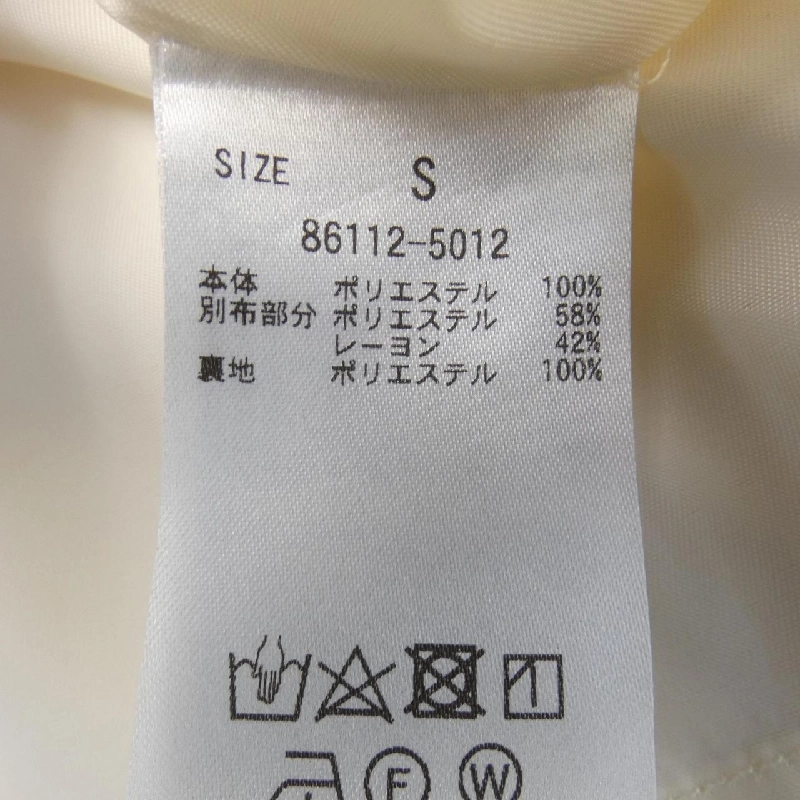 SIZE S
86112-5012
本体 ポリエステル 100%
別布部分 ポリエステル 58%
レーヨン 42%
裏地 ポリエステル 100%
F W